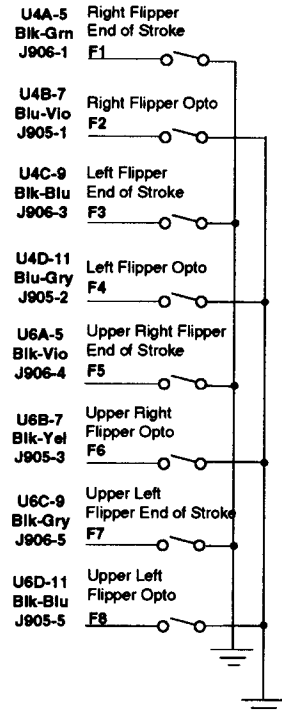 U4A-5
Blk-Grn
J906-1
Right Flipper
End of Stroke
F1
U4B-7
Blu-Vio
J905-1
Right Flipper Opto
F2
U4C-9
Blk-Blu
J906-3
Left Flipper
End of Stroke
F3
U4D-11
Blu-Gry
J905-2
Left Flipper Opto
F4
U6A-5
Blk-Vio
J906-4
Upper Right Flipper
End of Stroke
F5
U6B-7
Blk-Yel
J905-3
Upper Right
Flipper Opto
F6
U6C-9
Blk-Gry
J906-5
Upper Left
Flipper End of Stroke
F7
U6D-11
Blk-Blu
J905-5
Upper Left
Flipper Opto
F8